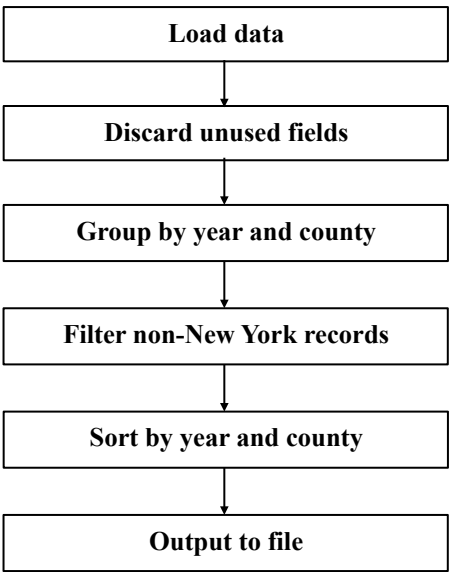 Load data
Discard unused fields
Group by year and county
Filter non-New York records
Sort by year and county
Output to file